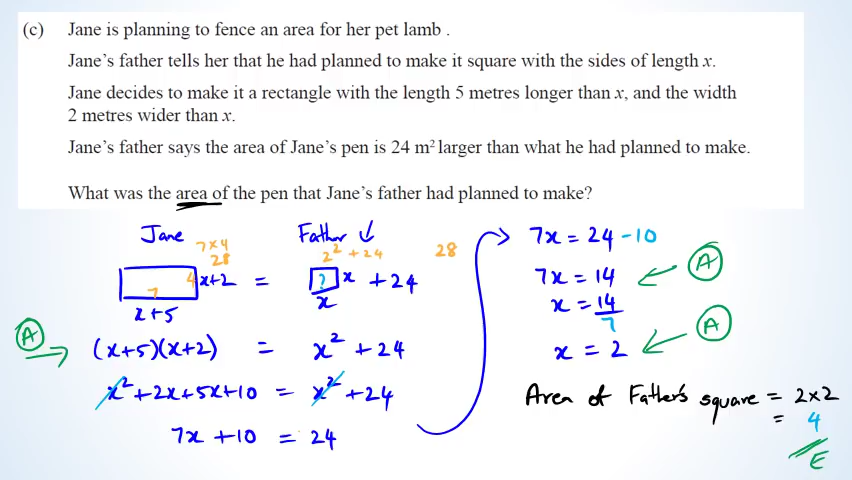 (c) Jane is planning to fence an area for her pet lamb .
Jane's father tells her that he had planned to make it square with the sides of length x.
Jane decides to make it a rectangle with the length 5 metres longer than x, and the width
2 metres wider than x.
Jane's father says the area of Jane's pen is 24 m² larger than what he had planned to make.
What was the area of the pen that Jane's father had planned to make?
Jane Father ↓
7×4 2² + 24 28
28
7 4 x+2 = ? x + 24
x+5 x
A (x+5)(x+2) = x² + 24
x² + 2x + 5x + 10 = x² + 24
7x + 10 = 24
7x = 24 - 10
7x = 14 A
x = 14
7
x = 2 A
Area of Father's square = 2×2
= 4
E